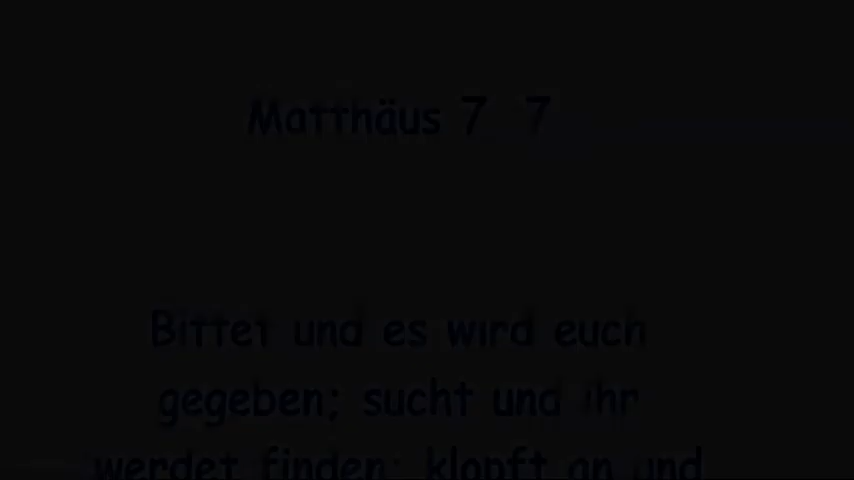 Matthäus 7 7
Bittet und es wird euch
gegeben; sucht und ihr
werdet finden; klopft an und